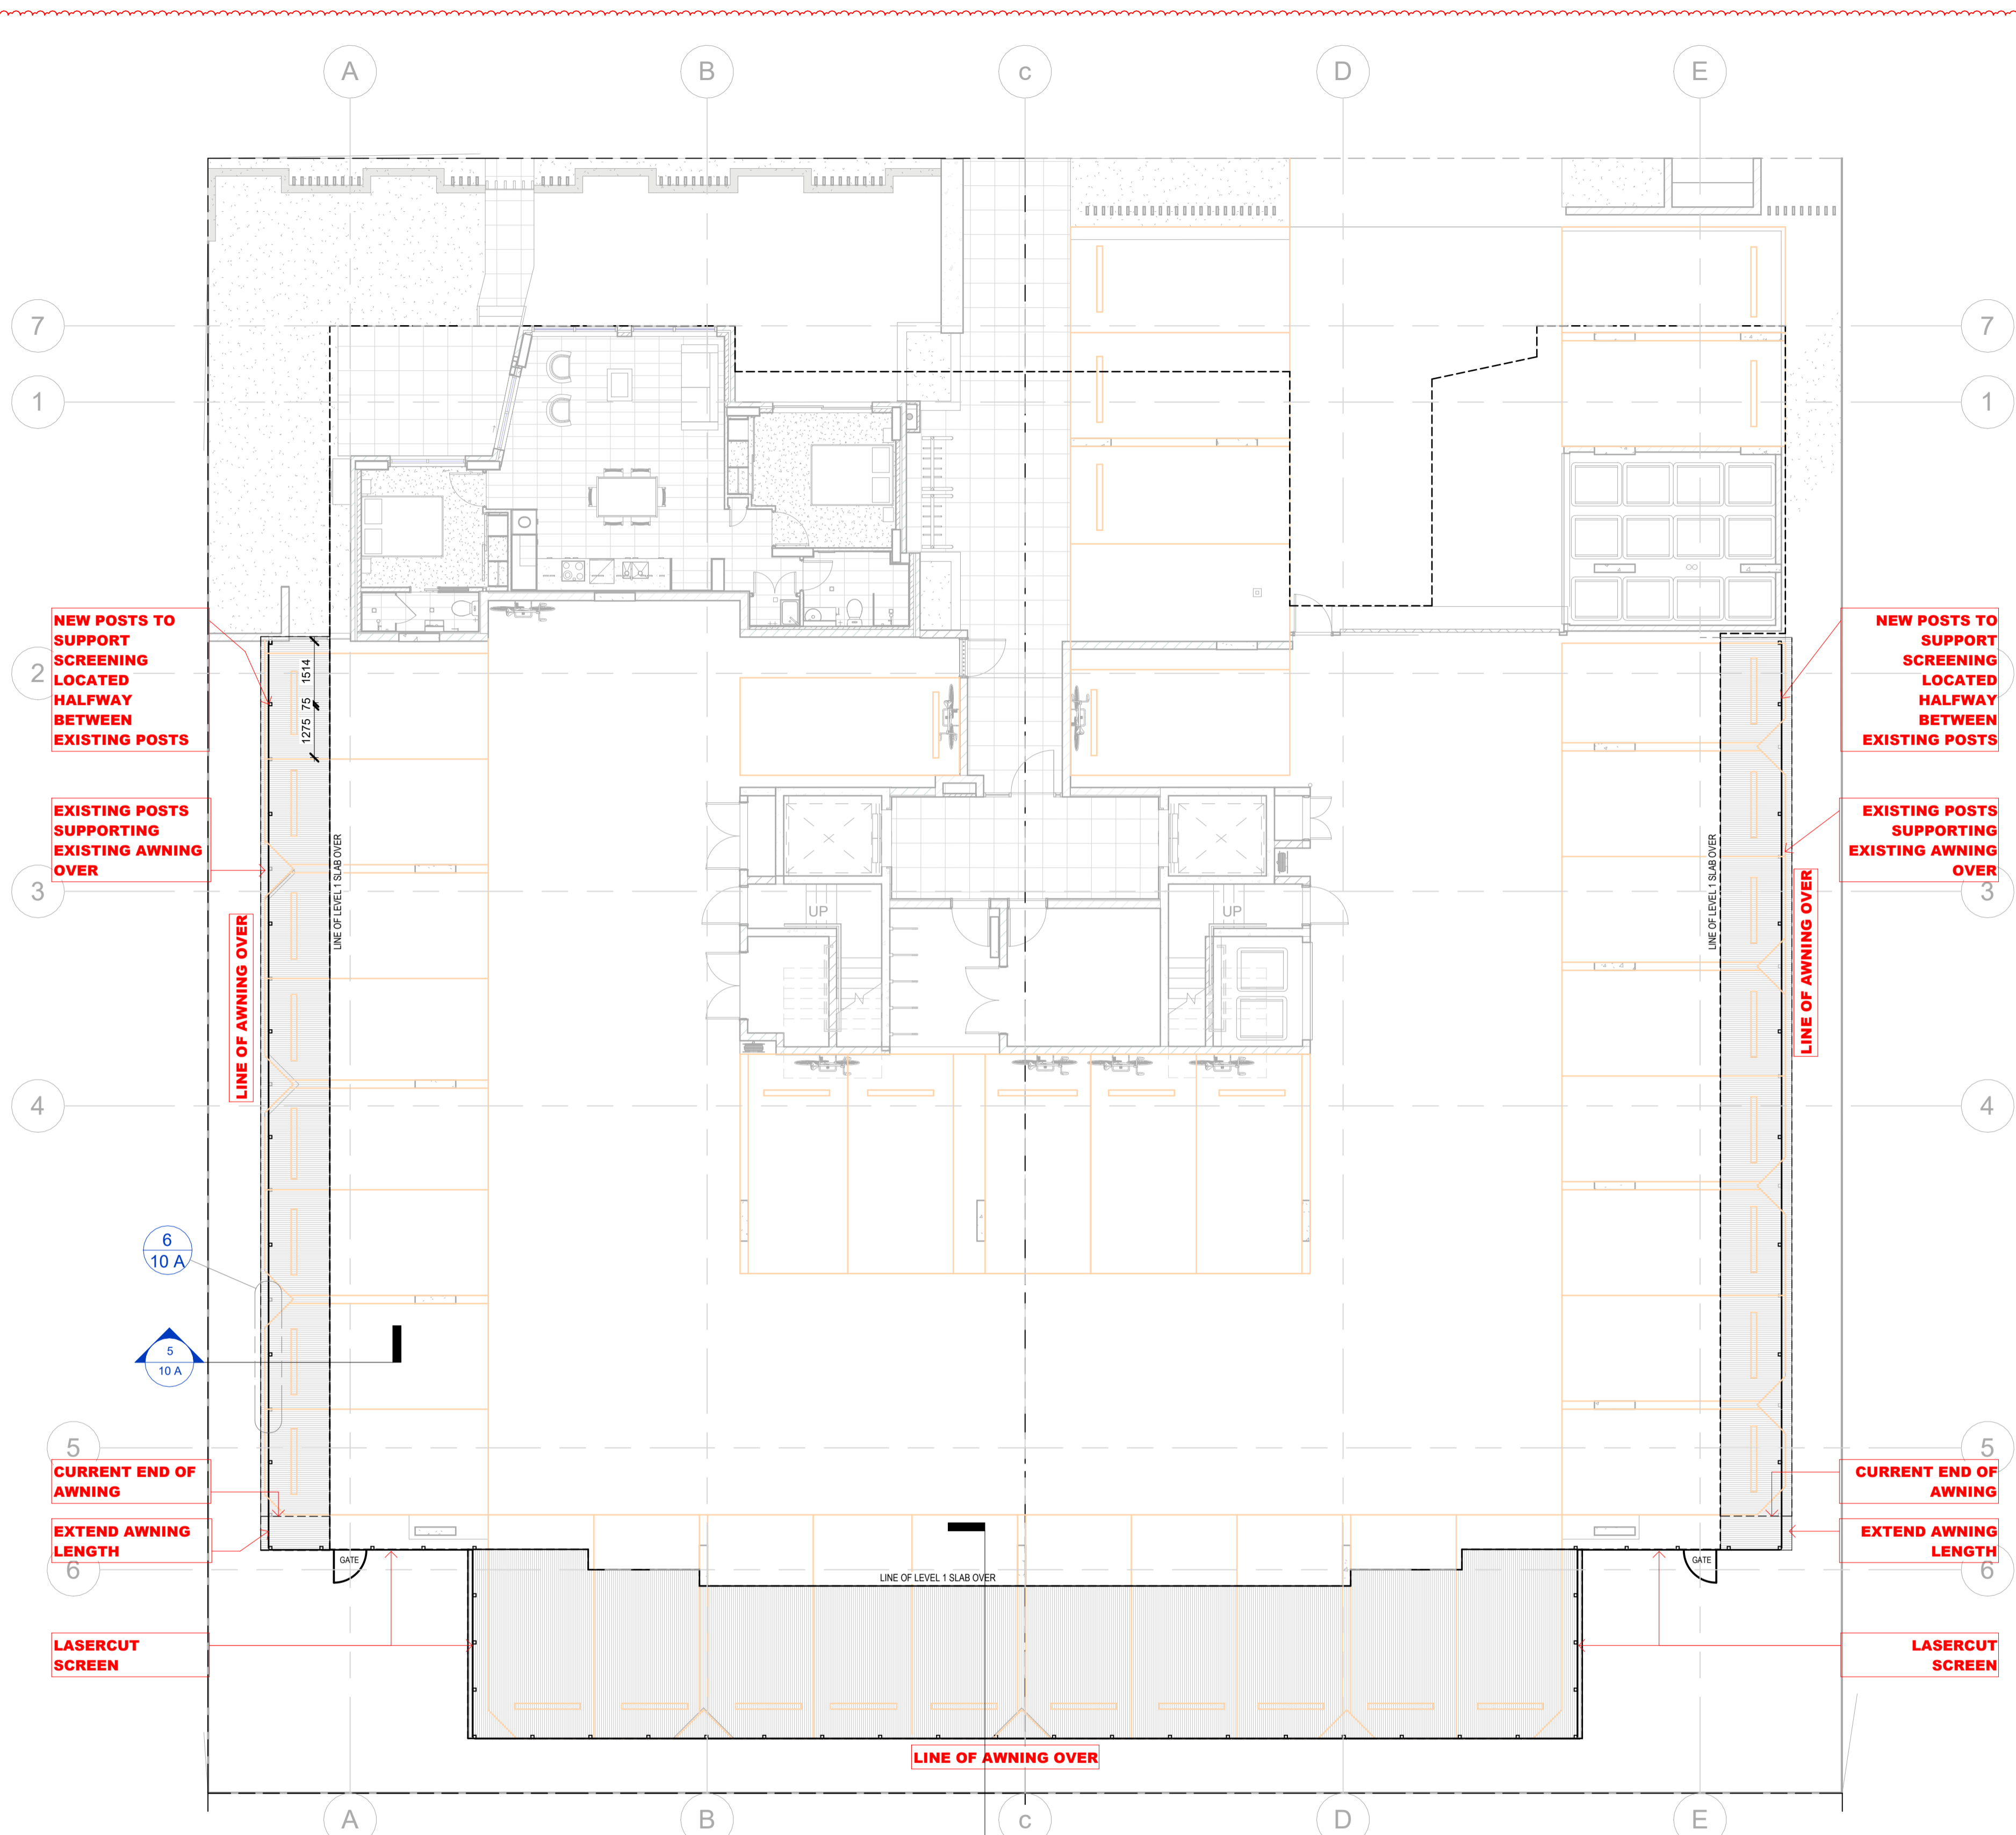 A
B
c
D
E
7
7
1
1
NEW POSTS TO
SUPPORT
SCREENING
LOCATED
HALFWAY
BETWEEN
EXISTING POSTS
2
1514
75
1275
NEW POSTS TO
SUPPORT
SCREENING
LOCATED
HALFWAY
BETWEEN
EXISTING POSTS
EXISTING POSTS
SUPPORTING
EXISTING AWNING
OVER
LINE OF LEVEL 1 SLAB OVER
LINE OF LEVEL 1 SLAB OVER
EXISTING POSTS
SUPPORTING
EXISTING AWNING
OVER
3
UP
UP
3
LINE OF AWNING OVER
LINE OF AWNING OVER
4
4
6
10 A
5
10 A
5
5
CURRENT END OF
AWNING
CURRENT END OF
AWNING
EXTEND AWNING
LENGTH
EXTEND AWNING
LENGTH
6
GATE
LINE OF LEVEL 1 SLAB OVER
GATE
6
LASERCUT
SCREEN
LASERCUT
SCREEN
LINE OF AWNING OVER
A
B
c
D
E